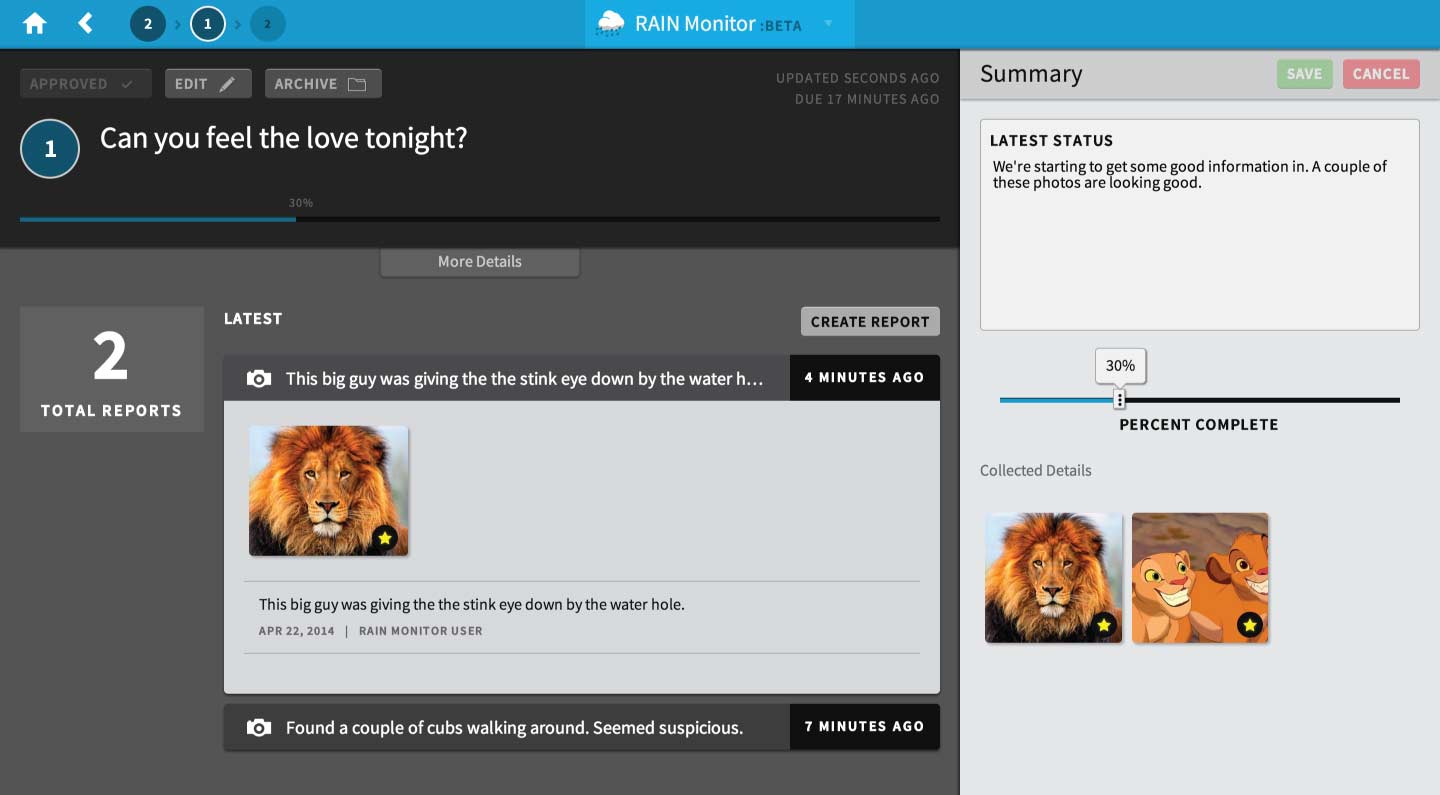 2
1
2
RAIN Monitor :BETA
APPROVED
EDIT
ARCHIVE
UPDATED SECONDS AGO
DUE 17 MINUTES AGO
1
Can you feel the love tonight?
30%
More Details
2
TOTAL REPORTS
LATEST
CREATE REPORT
This big guy was giving the the stink eye down by the water h...
4 MINUTES AGO
This big guy was giving the the stink eye down by the water hole.
APR 22, 2014 | RAIN MONITOR USER
Found a couple of cubs walking around. Seemed suspicious.
7 MINUTES AGO
Summary
SAVE
CANCEL
LATEST STATUS
We're starting to get some good information in. A couple of
these photos are looking good.
30%
PERCENT COMPLETE
Collected Details